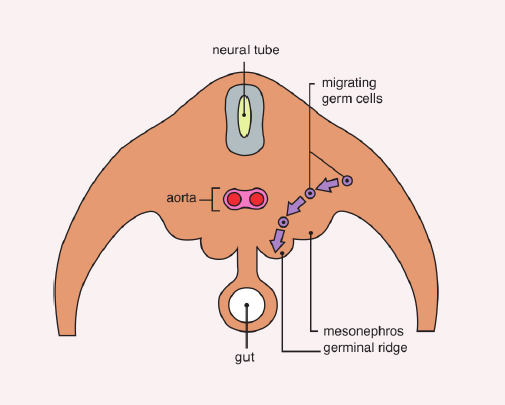 neural tube
migrating
germ cells
aorta
mesonephros
germinal ridge
gut